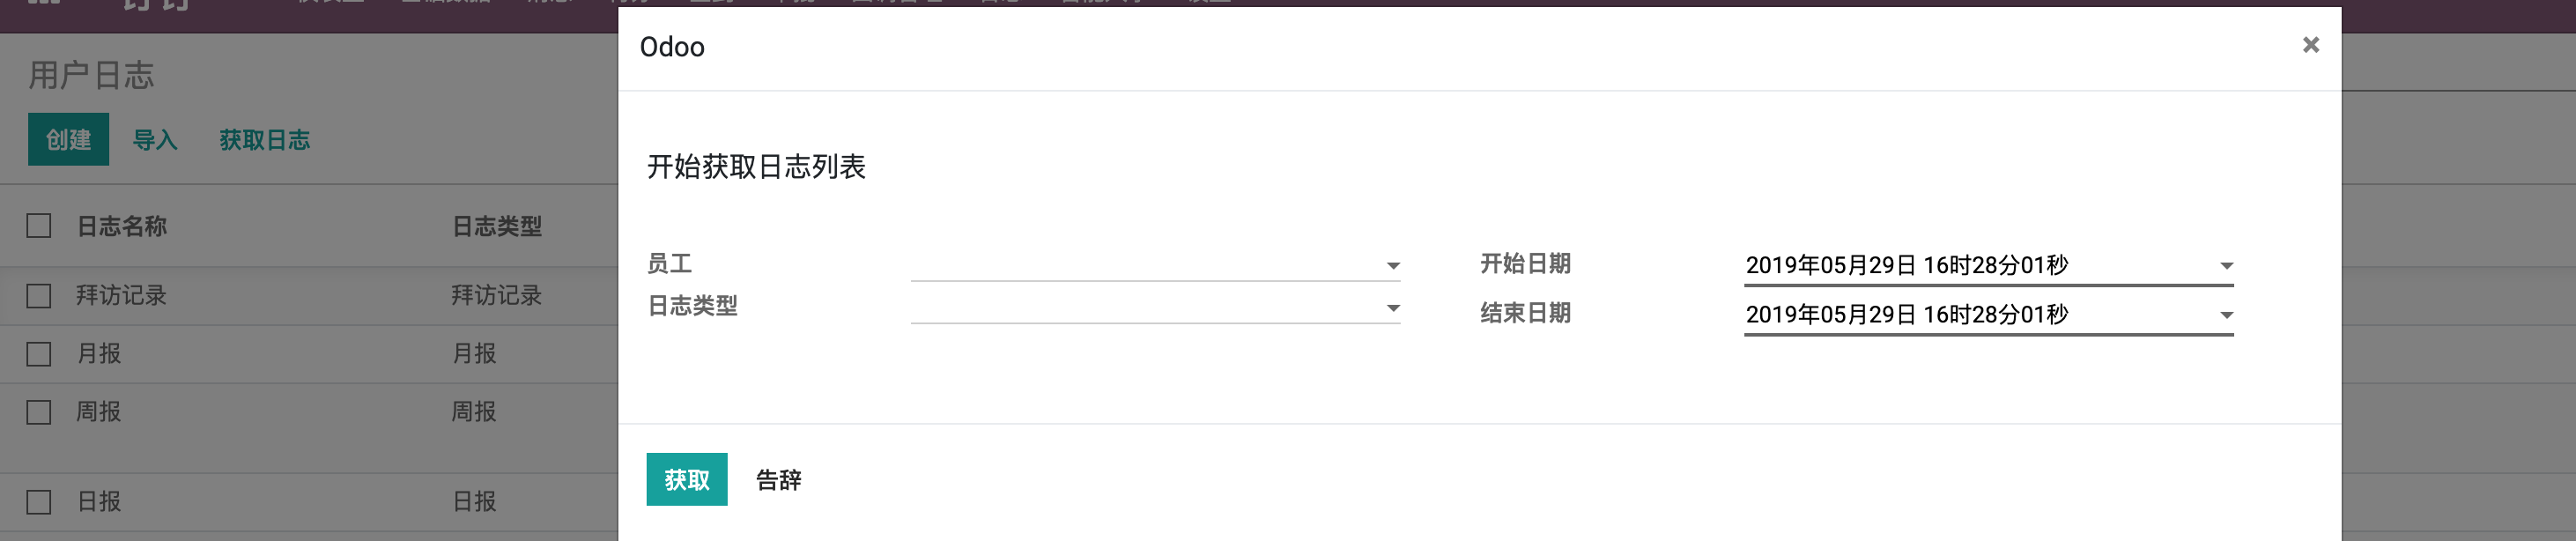 Odoo
×
用户日志
创建 导入 获取日志
开始获取日志列表
日志名称 日志类型
员工
开始日期 2019年05月29日 16时28分01秒
日志类型
结束日期 2019年05月29日 16时28分01秒
拜访记录 拜访记录
月报 月报
周报 周报
获取 告辞
日报 日报